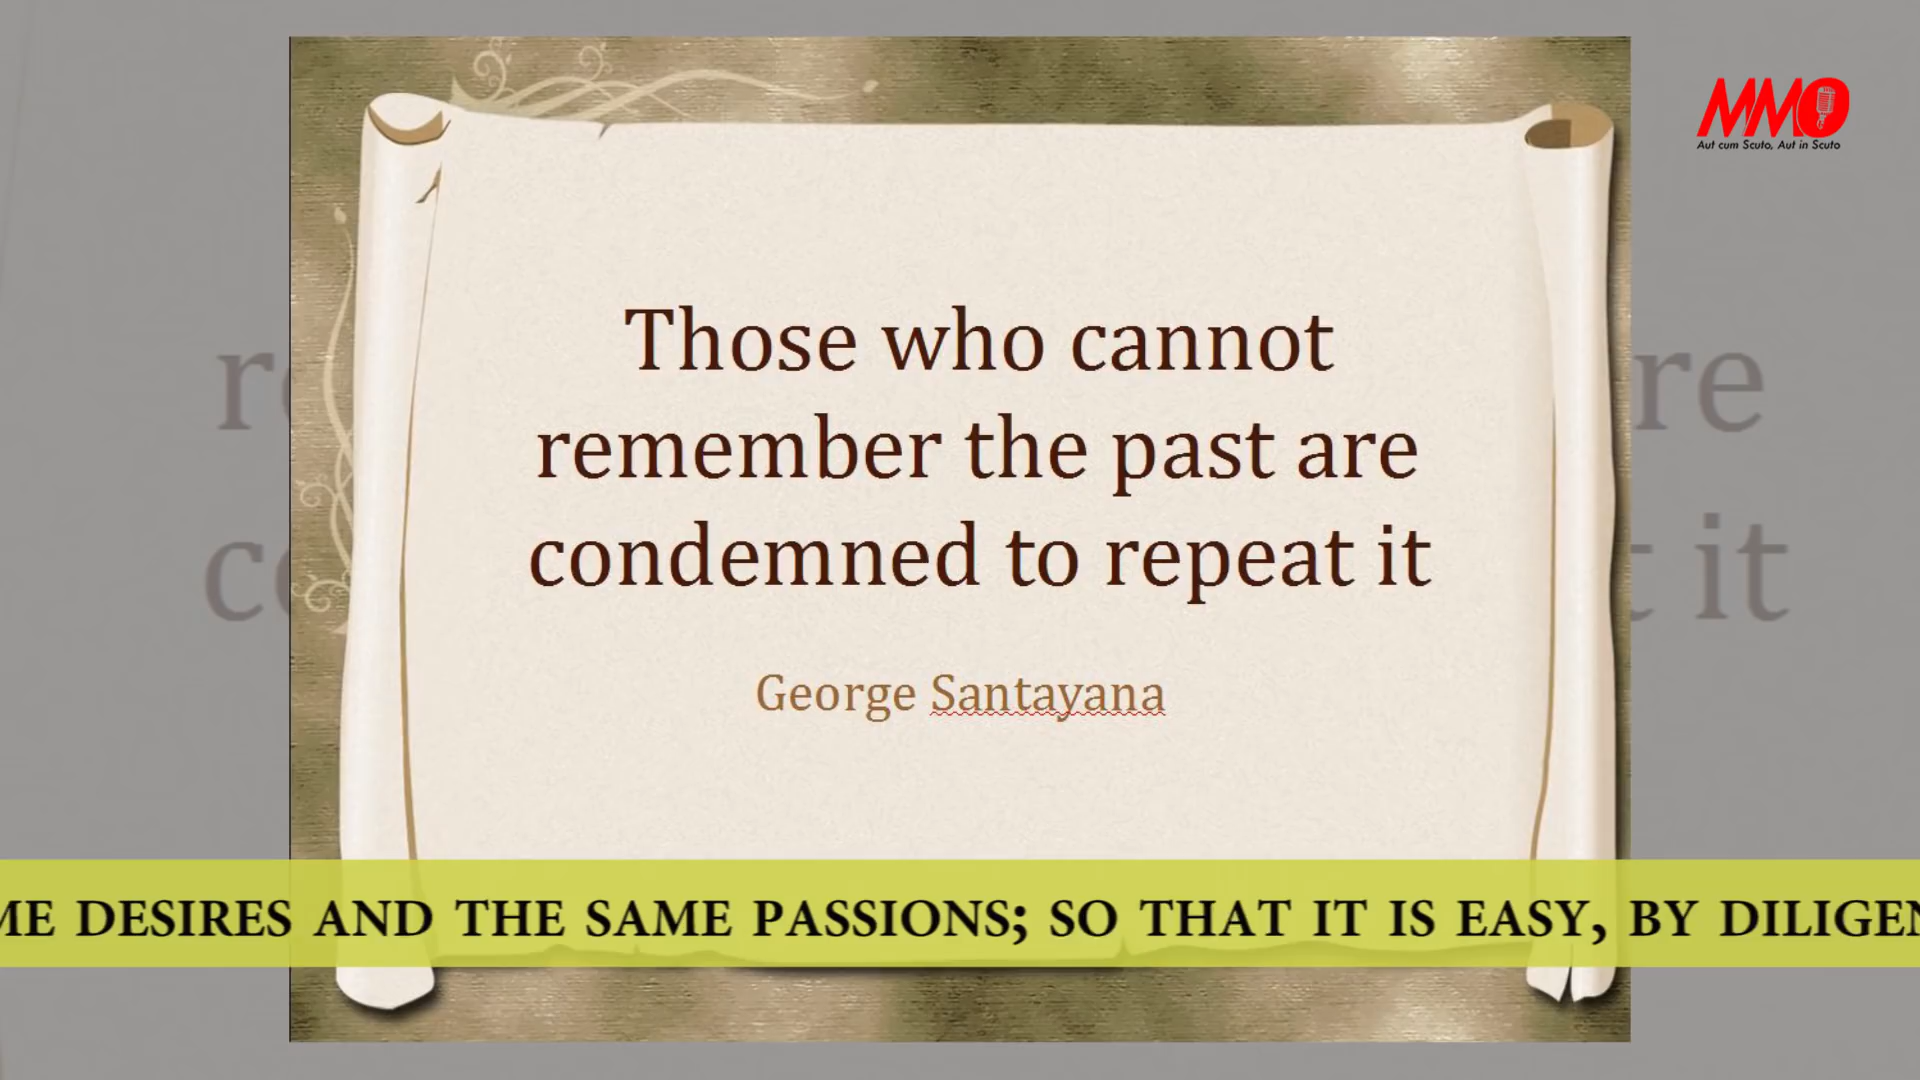 MMO
Aut cum Scuto, Aut in Scuto
Those who cannot
remember the past are
condemned to repeat it
George Santayana
ME DESIRES AND THE SAME PASSIONS; SO THAT IT IS EASY, BY DILIGEN